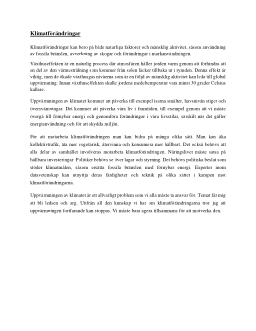 Klimatförändringar
Klimatförändringar kan bero på både naturliga faktorer och mänsklig aktivitet, såsom användning
av fossila bränslen, avverkning av skogar och förändringar i markanvändningen.
Växthuseffekten är en naturlig process där atmosfären håller jorden varm genom att förhindra att
en del av den värmestrålning som kommer från solen läcker tillbaka ut i rymden. Denna effekt är
viktig, men de ökade växthusgas nivåerna som är en följd av mänsklig aktivitet kan leda till global
uppvärmning. Innan växthuseffekten skulle jordens medeltemperatur vara minst 30 grader Celsius
kallare.
Uppvärmningen av klimatet kommer att påverka till exempel isarna smälter, havsnivån stiger och
översvämningar. Det kommer att påverka våra liv i framtiden, till exempel genom att vi måste
övergå till förnybar energi och genomföra förändringar i våra livsstilar, särskilt när det gäller
energianvändning och för att skydda miljön.
För att motarbeta klimatförändringen man kan bidra på många olika sätt. Man kan åka
kollektivtrafik, äta mer vegetariskt, återvinna och konsumera mer hållbart. Det också behövs att
alla delar av samhället involveras motarbeta klimatförändringen. Näringslivet måste satsa på
hållbara investeringar Politiker behövs se över lagar och styrning. Det behövs politiska beslut som
stöder klimatmålen, såsom ersätta fossila bränslen med förnybar energi. Experter inom
datavetenskap kan utnyttja deras färdigheter och teknik på olika sättet i kampen mot
klimatförändringarna.
Uppvärmningen av klimatet är ett allvarligt problem som vi alla måste ta ansvar för. Temat får mig
att bli ledsen och arg. Utifrån all den kunskap vi har om klimatförändringarna tror jag att
uppvärmningen fortfarande kan stoppas. Vi måste bara agera tillsammans för att motverka den.